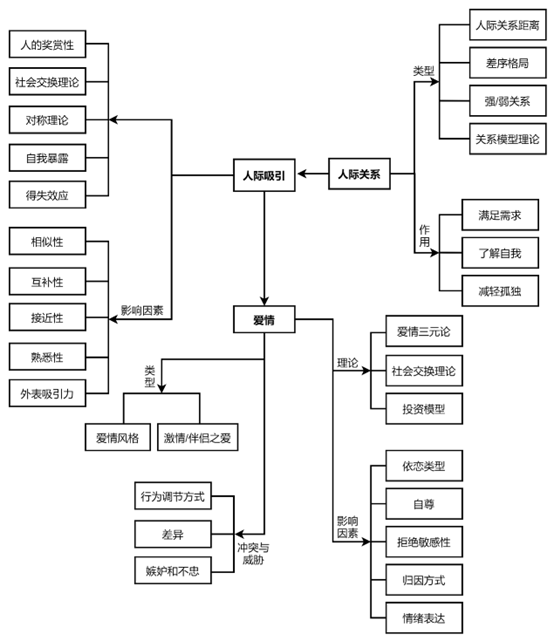 人的奖赏性
社会交换理论
对称理论
自我暴露
得失效应
相似性
互补性
接近性
熟悉性
外表吸引力
影响因素
人际吸引
人际关系
类型
人际关系距离
差序格局
强/弱关系
关系模型理论
作
用
满足需求
了解自我
减轻孤独
爱情
类
型
爱情风格
激情/伴侣之爱
行为调节方式
差异
嫉妒和不忠
冲突与
威胁
理论
爱情三元论
社会交换理论
投资模型
影响
因素
依恋类型
自尊
拒绝敏感性
归因方式
情绪表达